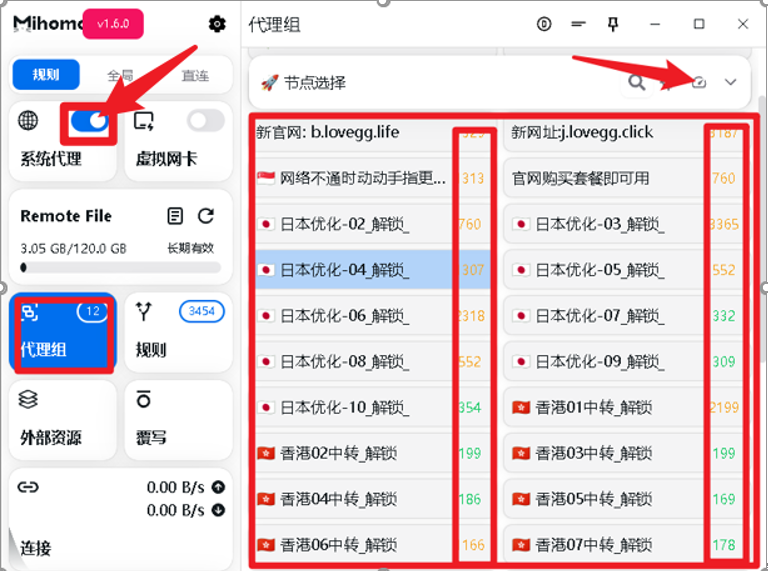 Mihomo v1.6.0
规则 全局 直连
系统代理 虚拟网卡
Remote File
3.05 GB/120.0 GB 长期有效
代理组 12
规则 3454
外部资源 覆写
0.00 B/s
0.00 B/s
连接
代理组
节点选择
新官网: b.lovegg.life 329
新网址:j.lovegg.click 3187
网络不通时动动手指更... 313
官网购买套餐即可用 760
日本优化-02_解锁_ 760
日本优化-03_解锁_ 3365
日本优化-04_解锁_ 307
日本优化-05_解锁_ 552
日本优化-06_解锁_ 2318
日本优化-07_解锁_ 332
日本优化-08_解锁_ 552
日本优化-09_解锁_ 309
日本优化-10_解锁_ 354
香港01中转_解锁 2199
香港02中转_解锁 199
香港03中转_解锁 199
香港04中转_解锁 186
香港05中转_解锁 169
香港06中转_解锁 166
香港07中转_解锁 178